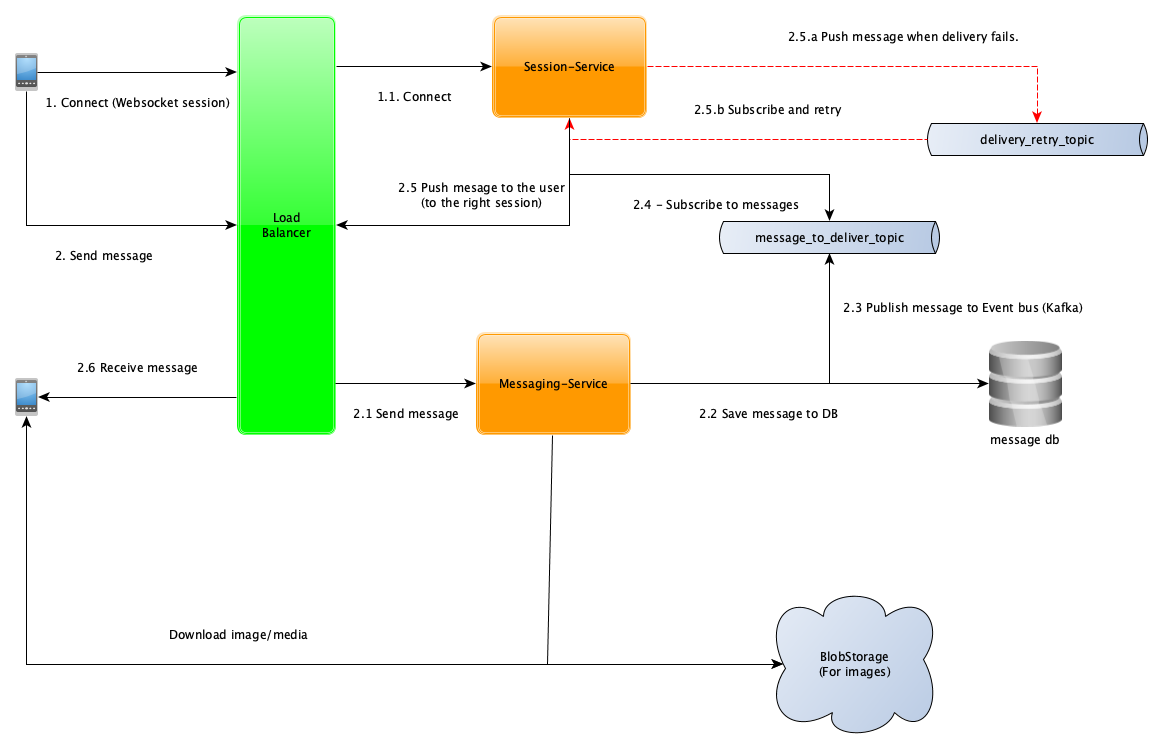 2.5.a Push message when delivery fails.
Session-Service
1. Connect (Websocket session)
1.1. Connect
2.5.b Subscribe and retry
delivery_retry_topic
2.5 Push mesage to the user
(to the right session)
2.4 - Subscribe to messages
Load
Balancer
message_to_deliver_topic
2. Send message
2.3 Publish message to Event bus (Kafka)
2.6 Receive message
Messaging-Service
2.1 Send message
2.2 Save message to DB
message db
Download image/media
BlobStorage
(For images)